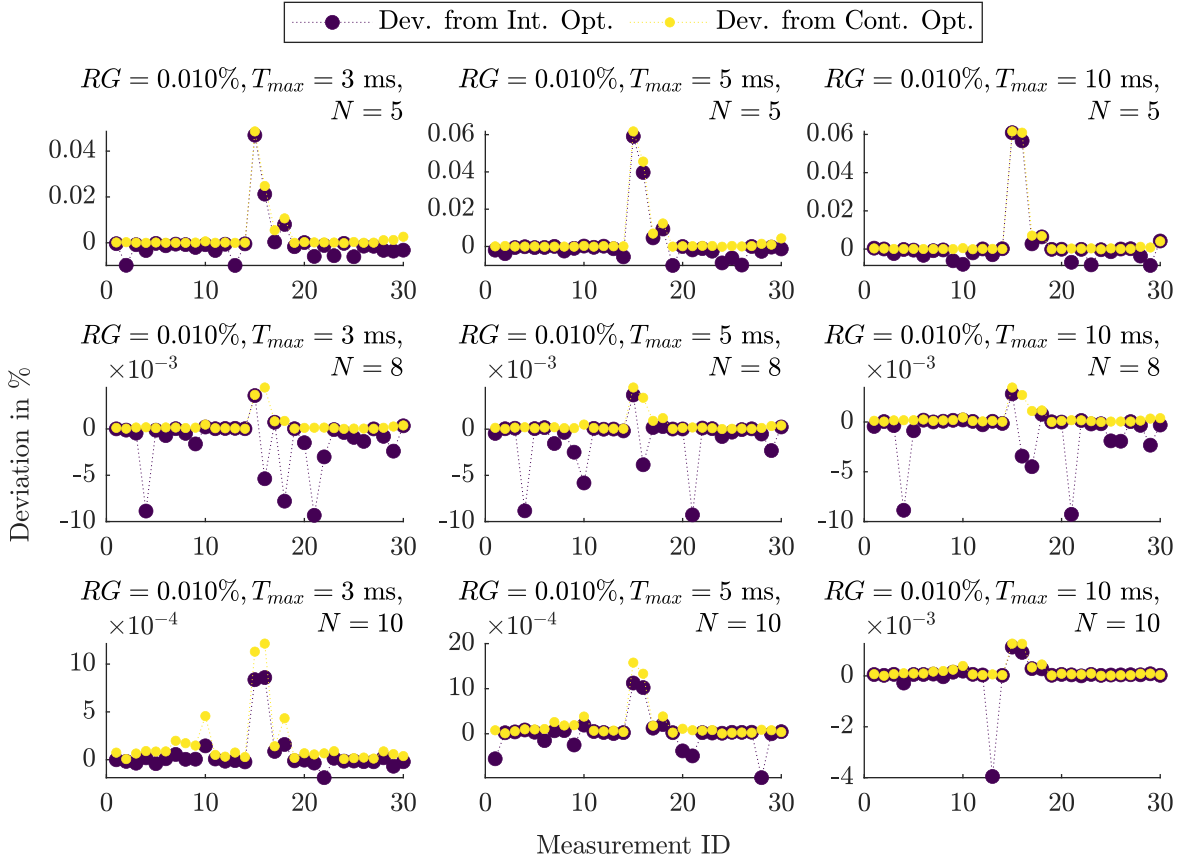 Dev. from Int. Opt. Dev. from Cont. Opt.
RG = 0.010%, T_max = 3 ms, N = 5
0.04
0.02
0
0 10 20 30
RG = 0.010%, T_max = 5 ms, N = 5
0.06
0.04
0.02
0
0 10 20 30
RG = 0.010%, T_max = 10 ms, N = 5
0.06
0.04
0.02
0
0 10 20 30
Deviation in %
RG = 0.010%, T_max = 3 ms,
×10⁻³ N = 8
0
-5
-10
0 10 20 30
RG = 0.010%, T_max = 5 ms,
×10⁻³ N = 8
0
-5
-10
0 10 20 30
RG = 0.010%, T_max = 10 ms,
×10⁻³ N = 8
0
-5
-10
0 10 20 30
RG = 0.010%, T_max = 3 ms,
×10⁻⁴ N = 10
10
5
0
0 10 20 30
RG = 0.010%, T_max = 5 ms,
×10⁻⁴ N = 10
20
10
0
-10
0 10 20 30
RG = 0.010%, T_max = 10 ms,
×10⁻³ N = 10
0
-2
-4
0 10 20 30
Measurement ID